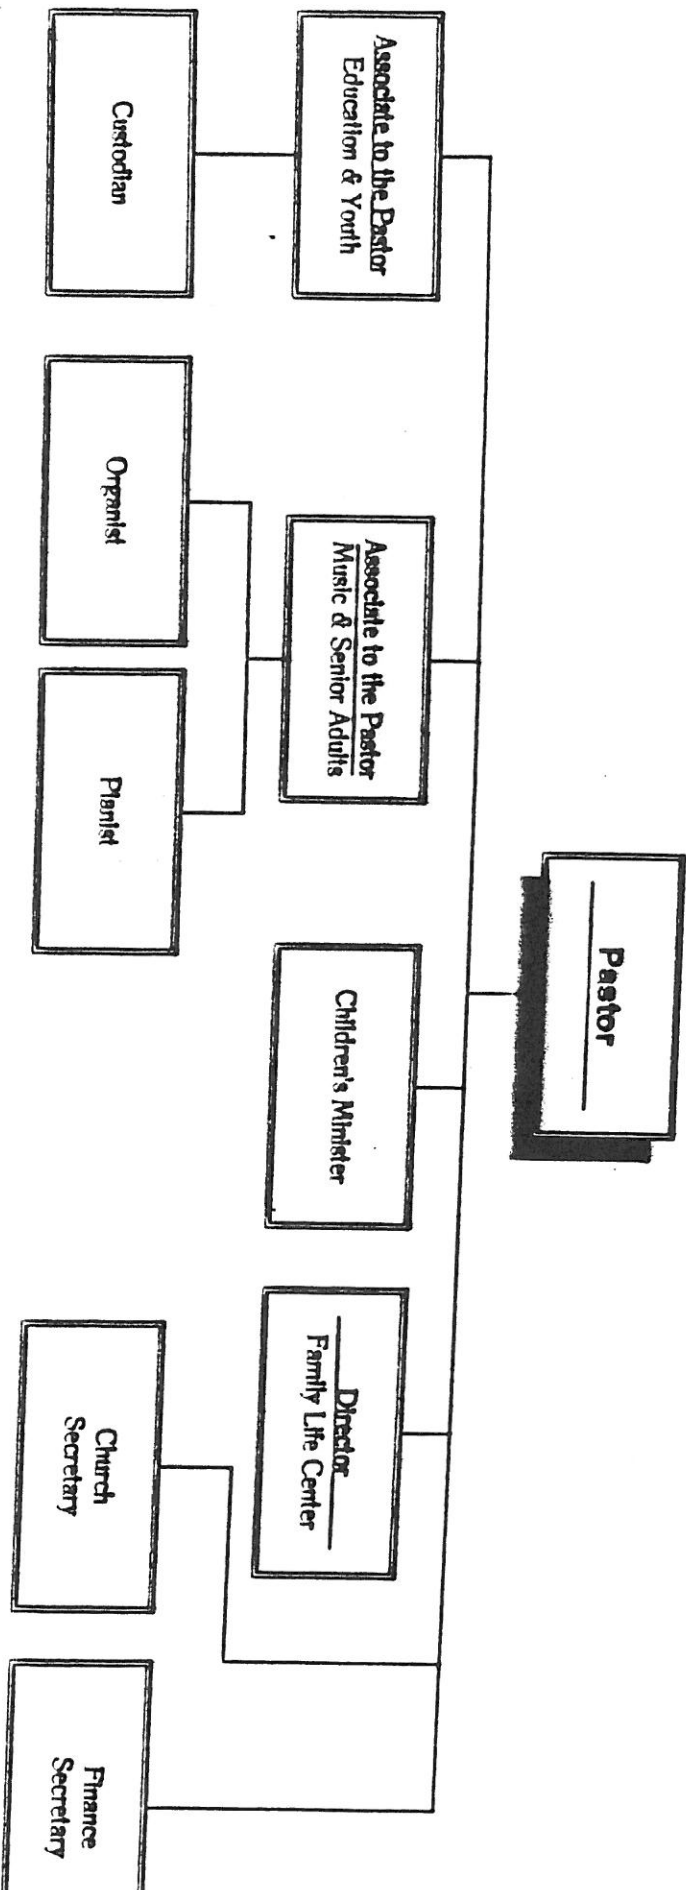 Pastor
Associate to the Pastor
Education & Youth
Associate to the Pastor
Music & Senior Adults
Children's Minister
Director
Family Life Center
Custodian
Organist
Pianist
Church
Secretary
Finance
Secretary